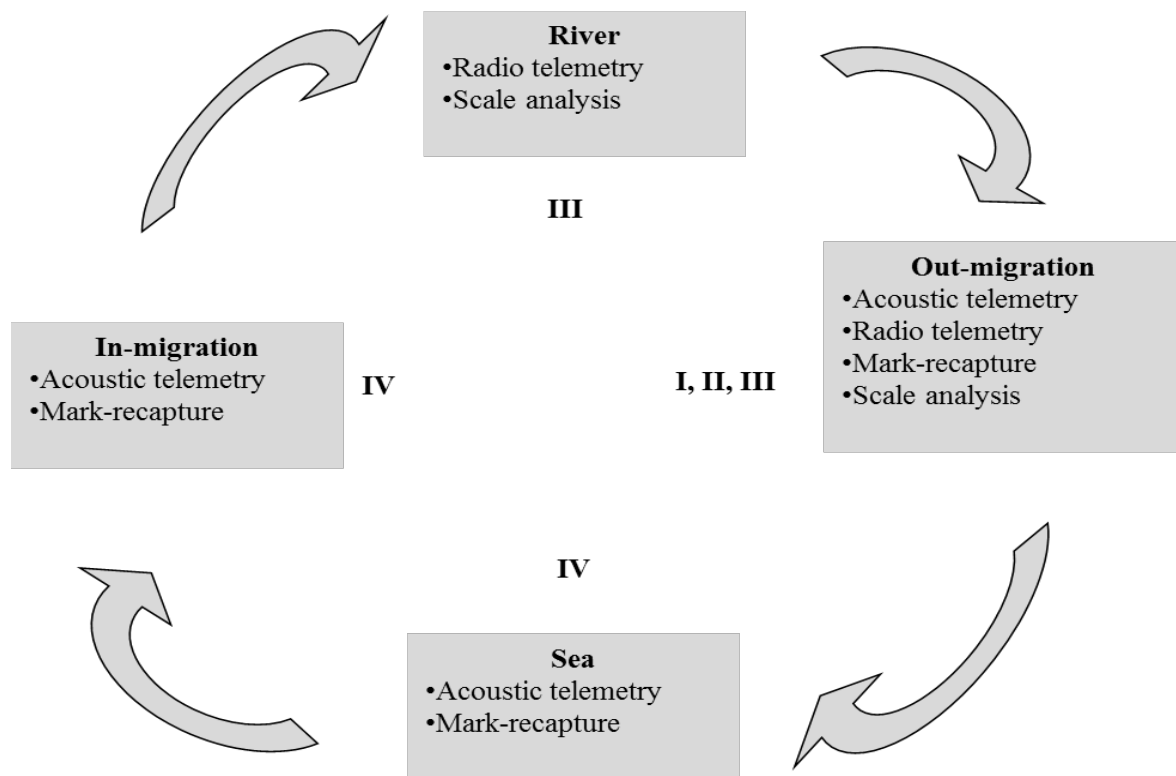 River
•Radio telemetry
•Scale analysis
III
Out-migration
•Acoustic telemetry
•Radio telemetry
•Mark-recapture
•Scale analysis
In-migration
•Acoustic telemetry
•Mark-recapture
IV
I, II, III
IV
Sea
•Acoustic telemetry
•Mark-recapture